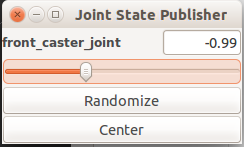 Joint State Publisher
front_caster_joint -0.99
Randomize
Center